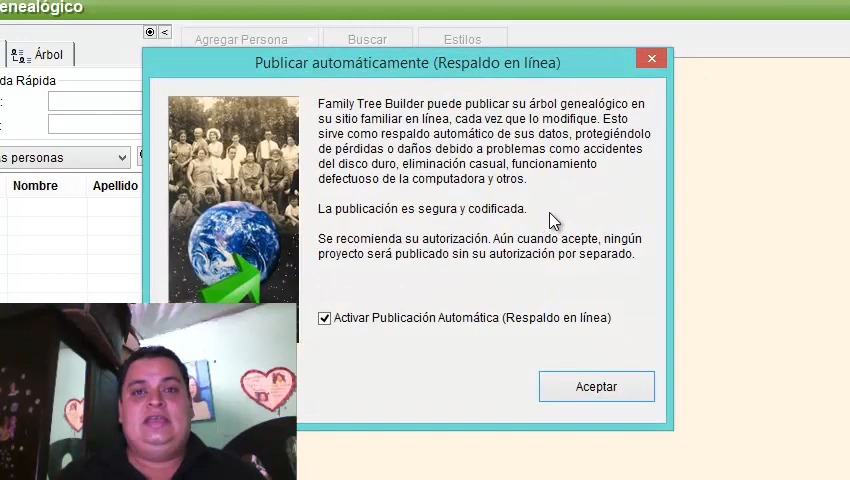 enealógico
<
Agregar Persona
Buscar
Estilos
Árbol
da Rápida
:
:
s personas
Nombre
Apellido
Publicar automáticamente (Respaldo en línea)
Family Tree Builder puede publicar su árbol genealógico en
su sitio familiar en línea, cada vez que lo modifique. Esto
sirve como respaldo automático de sus datos, protegiéndolo
de pérdidas o daños debido a problemas como accidentes
del disco duro, eliminación casual, funcionamiento
defectuoso de la computadora y otros.
La publicación es segura y codificada.
Se recomienda su autorización. Aún cuando acepte, ningún
proyecto será publicado sin su autorización por separado.
Activar Publicación Automática (Respaldo en línea)
Aceptar